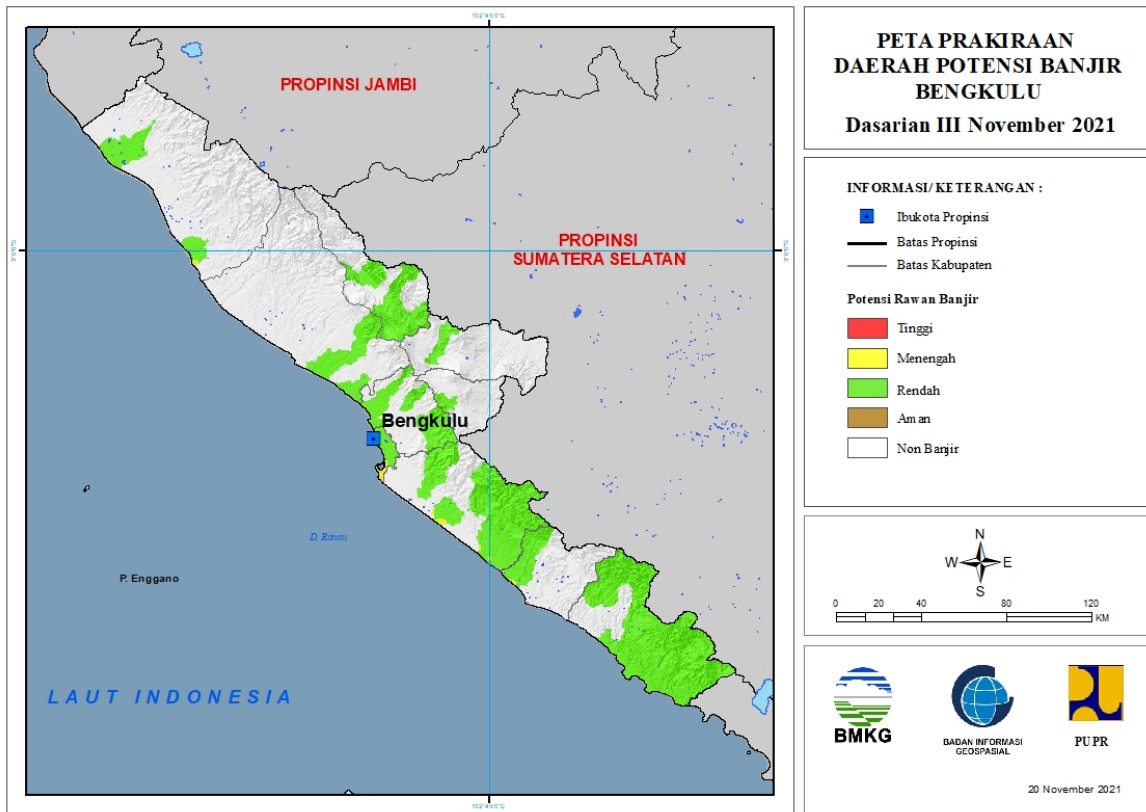 PETA PRAKIRAAN
DAERAH POTENSI BANJIR
BENGKULU
Dasarian III November 2021
INFORMASI/ KETERANGAN :
Ibukota Propinsi
Batas Propinsi
Batas Kabupaten
Potensi Rawan Banjir
Tinggi
Menengah
Rendah
Aman
Non Banjir
N
W E
S
0 20 40 80 120
KM
BMKG
BADAN INFORMASI
GEOSPASIAL
PUPR
20 November 2021
PROPINSI JAMBI
PROPINSI
SUMATERA SELATAN
Bengkulu
D. Ranau
P. Enggano
LAUT INDONESIA